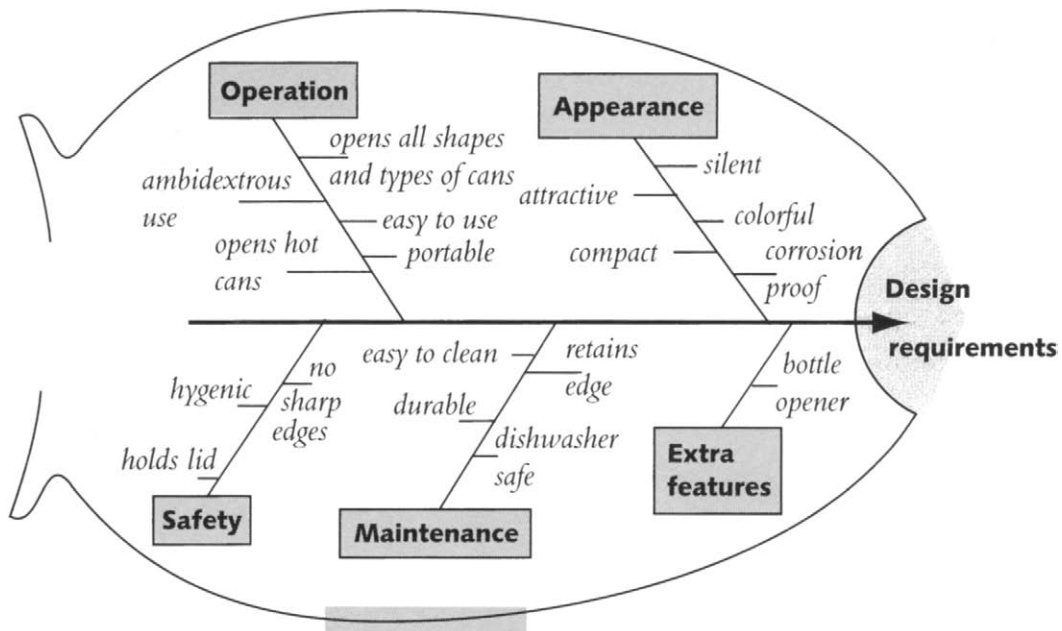 Operation
opens all shapes
and types of cans
ambidextrous
use
easy to use
portable
opens hot
cans
Appearance
silent
attractive
colorful
compact
corrosion
proof
Design
requirements
no
sharp
edges
hygenic
holds lid
Safety
easy to clean
retains
edge
durable
dishwasher
safe
Maintenance
bottle
opener
Extra
features